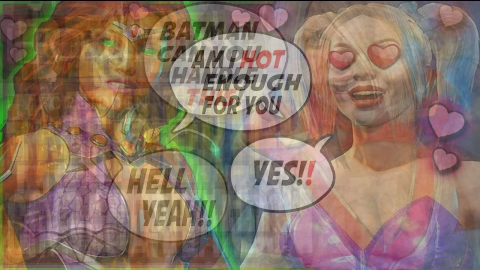 BATMAN
AM I HOT
ENOUGH
FOR YOU
HELL
YEAH!!
YES!!